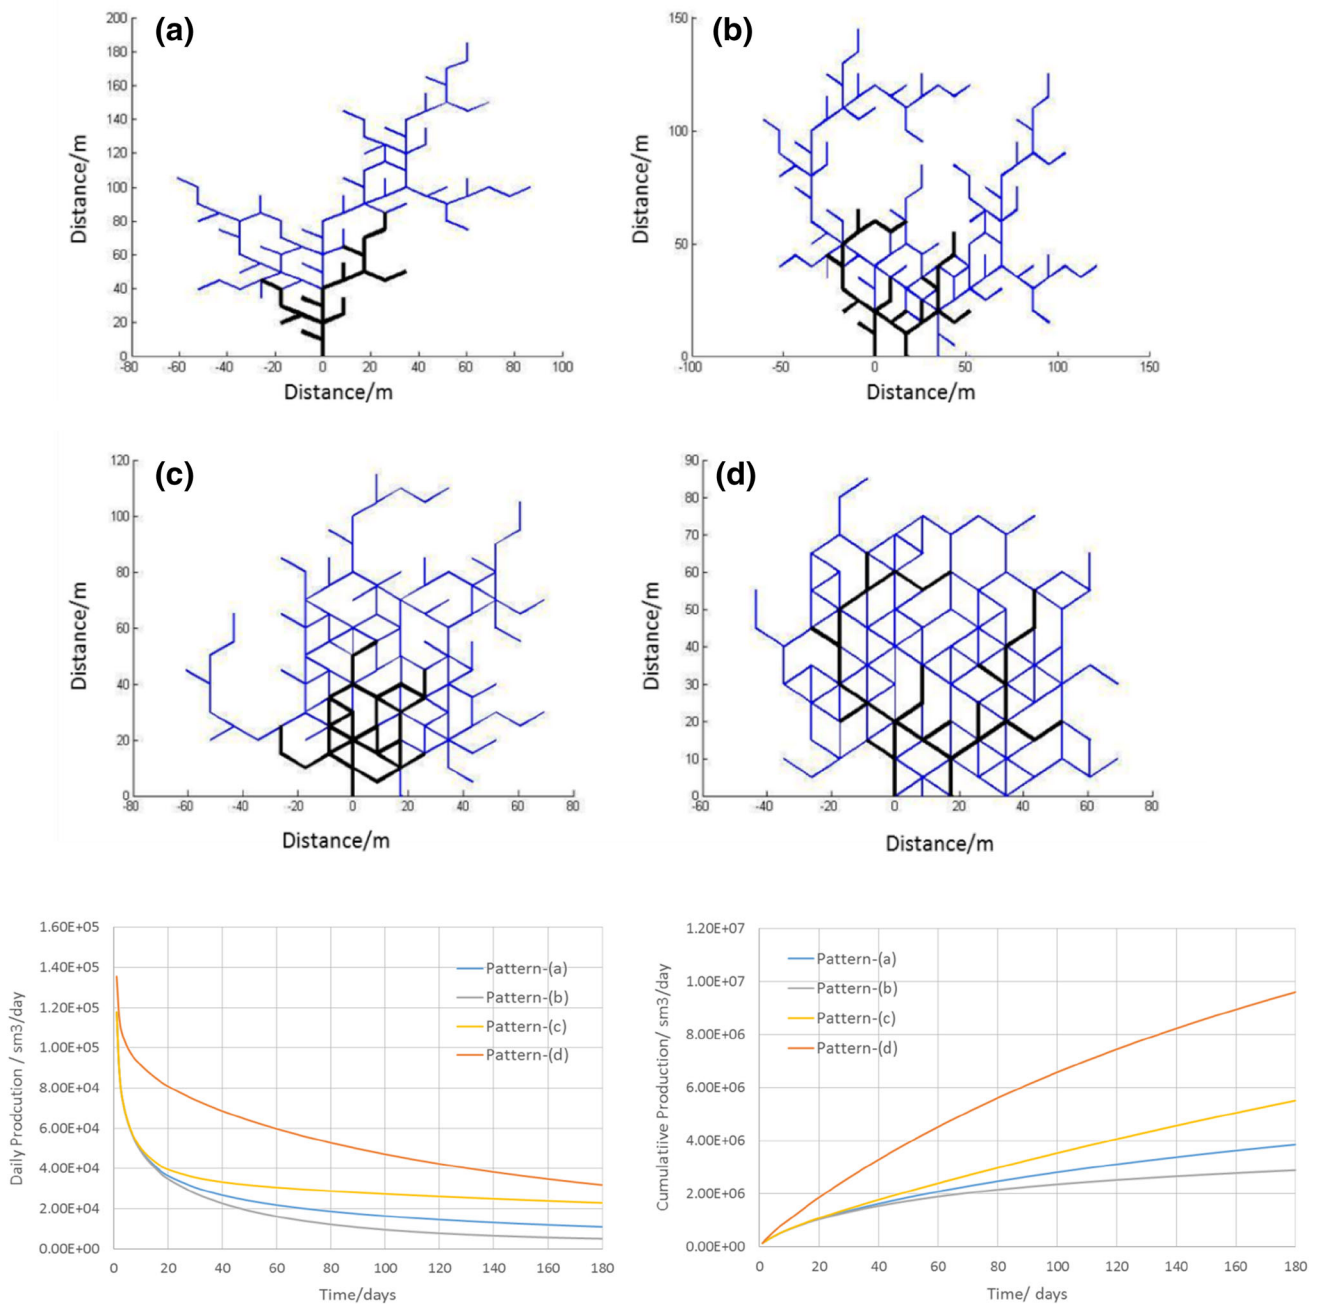 (a)
200
180
160
140
120
100
80
60
40
20
0
-80 -60 -40 -20 0 20 40 60 80 100
Distance/m
Distance/m
(b)
150
100
50
0
-100 -50 0 50 100 150
Distance/m
Distance/m
(c)
120
100
80
60
40
20
0
-80 -60 -40 -20 0 20 40 60 80
Distance/m
Distance/m
(d)
90
80
70
60
50
40
30
20
10
0
-60 -40 -20 0 20 40 60 80
Distance/m
Distance/m
1.60E+05
1.40E+05
1.20E+05
1.00E+05
8.00E+04
6.00E+04
4.00E+04
2.00E+04
0.00E+00
Daily Prodcution / sm3/day
Pattern-(a)
Pattern-(b)
Pattern-(c)
Pattern-(d)
0 20 40 60 80 100 120 140 160 180
Time/days
1.20E+07
1.00E+07
8.00E+06
6.00E+06
4.00E+06
2.00E+06
0.00E+00
Cumulatiive Production/ sm3/day
Pattern-(a)
Pattern-(b)
Pattern-(c)
Pattern-(d)
0 20 40 60 80 100 120 140 160 180
Time/ days